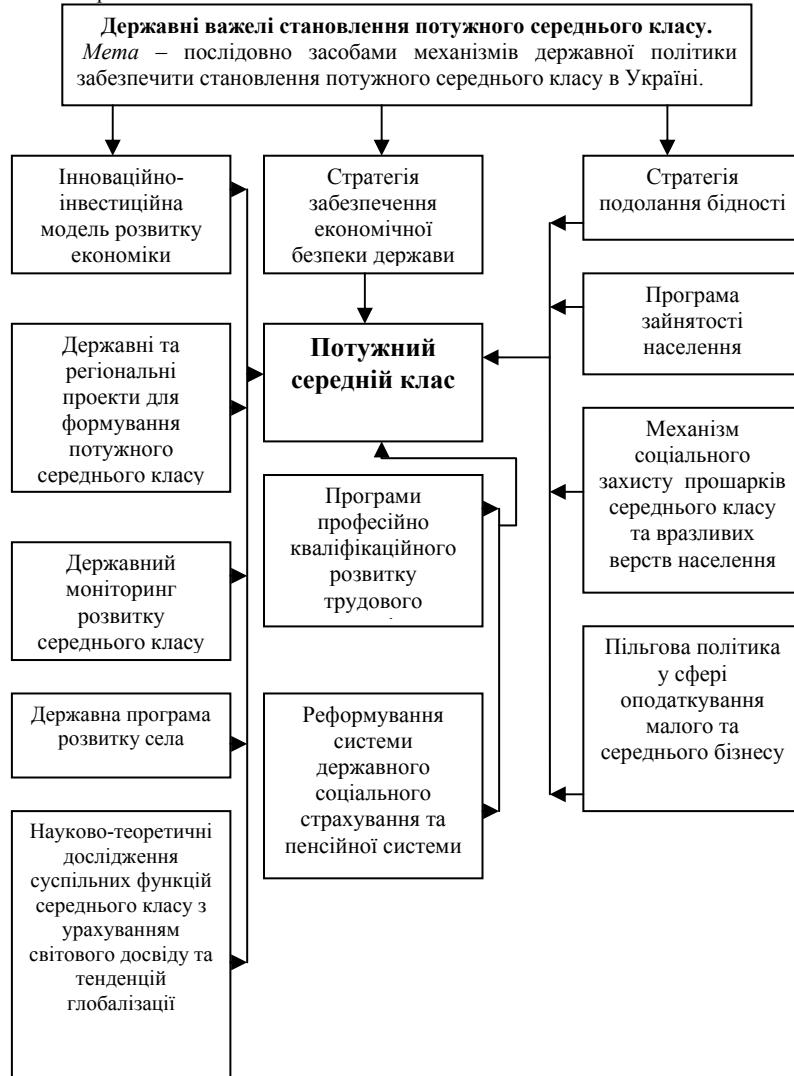 Державні важелі становлення потужного середнього класу.
Мета – послідовно засобами механізмів державної політики
забезпечити становлення потужного середнього класу в Україні.
Інноваційно-
інвестиційна
модель розвитку
економіки
Стратегія
забезпечення
економічної
безпеки держави
Стратегія
подолання бідності
Державні та
регіональні
проекти для
формування
потужного
середнього класу
Потужний
середній клас
Програма
зайнятості
населення
Механізм
соціального
захисту прошарків
середнього класу
та вразливих
верств населення
Програми
професійно
кваліфікаційного
розвитку
трудового
Державний
моніторинг
розвитку
середнього класу
Пільгова політика
у сфері
оподаткування
малого та
середнього бізнесу
Державна програма
розвитку села
Реформування
системи
державного
соціального
страхування та
пенсійної системи
Науково-теоретичні
дослідження
суспільних функцій
середнього класу з
урахуванням
світового досвіду та
тенденцій
глобалізації